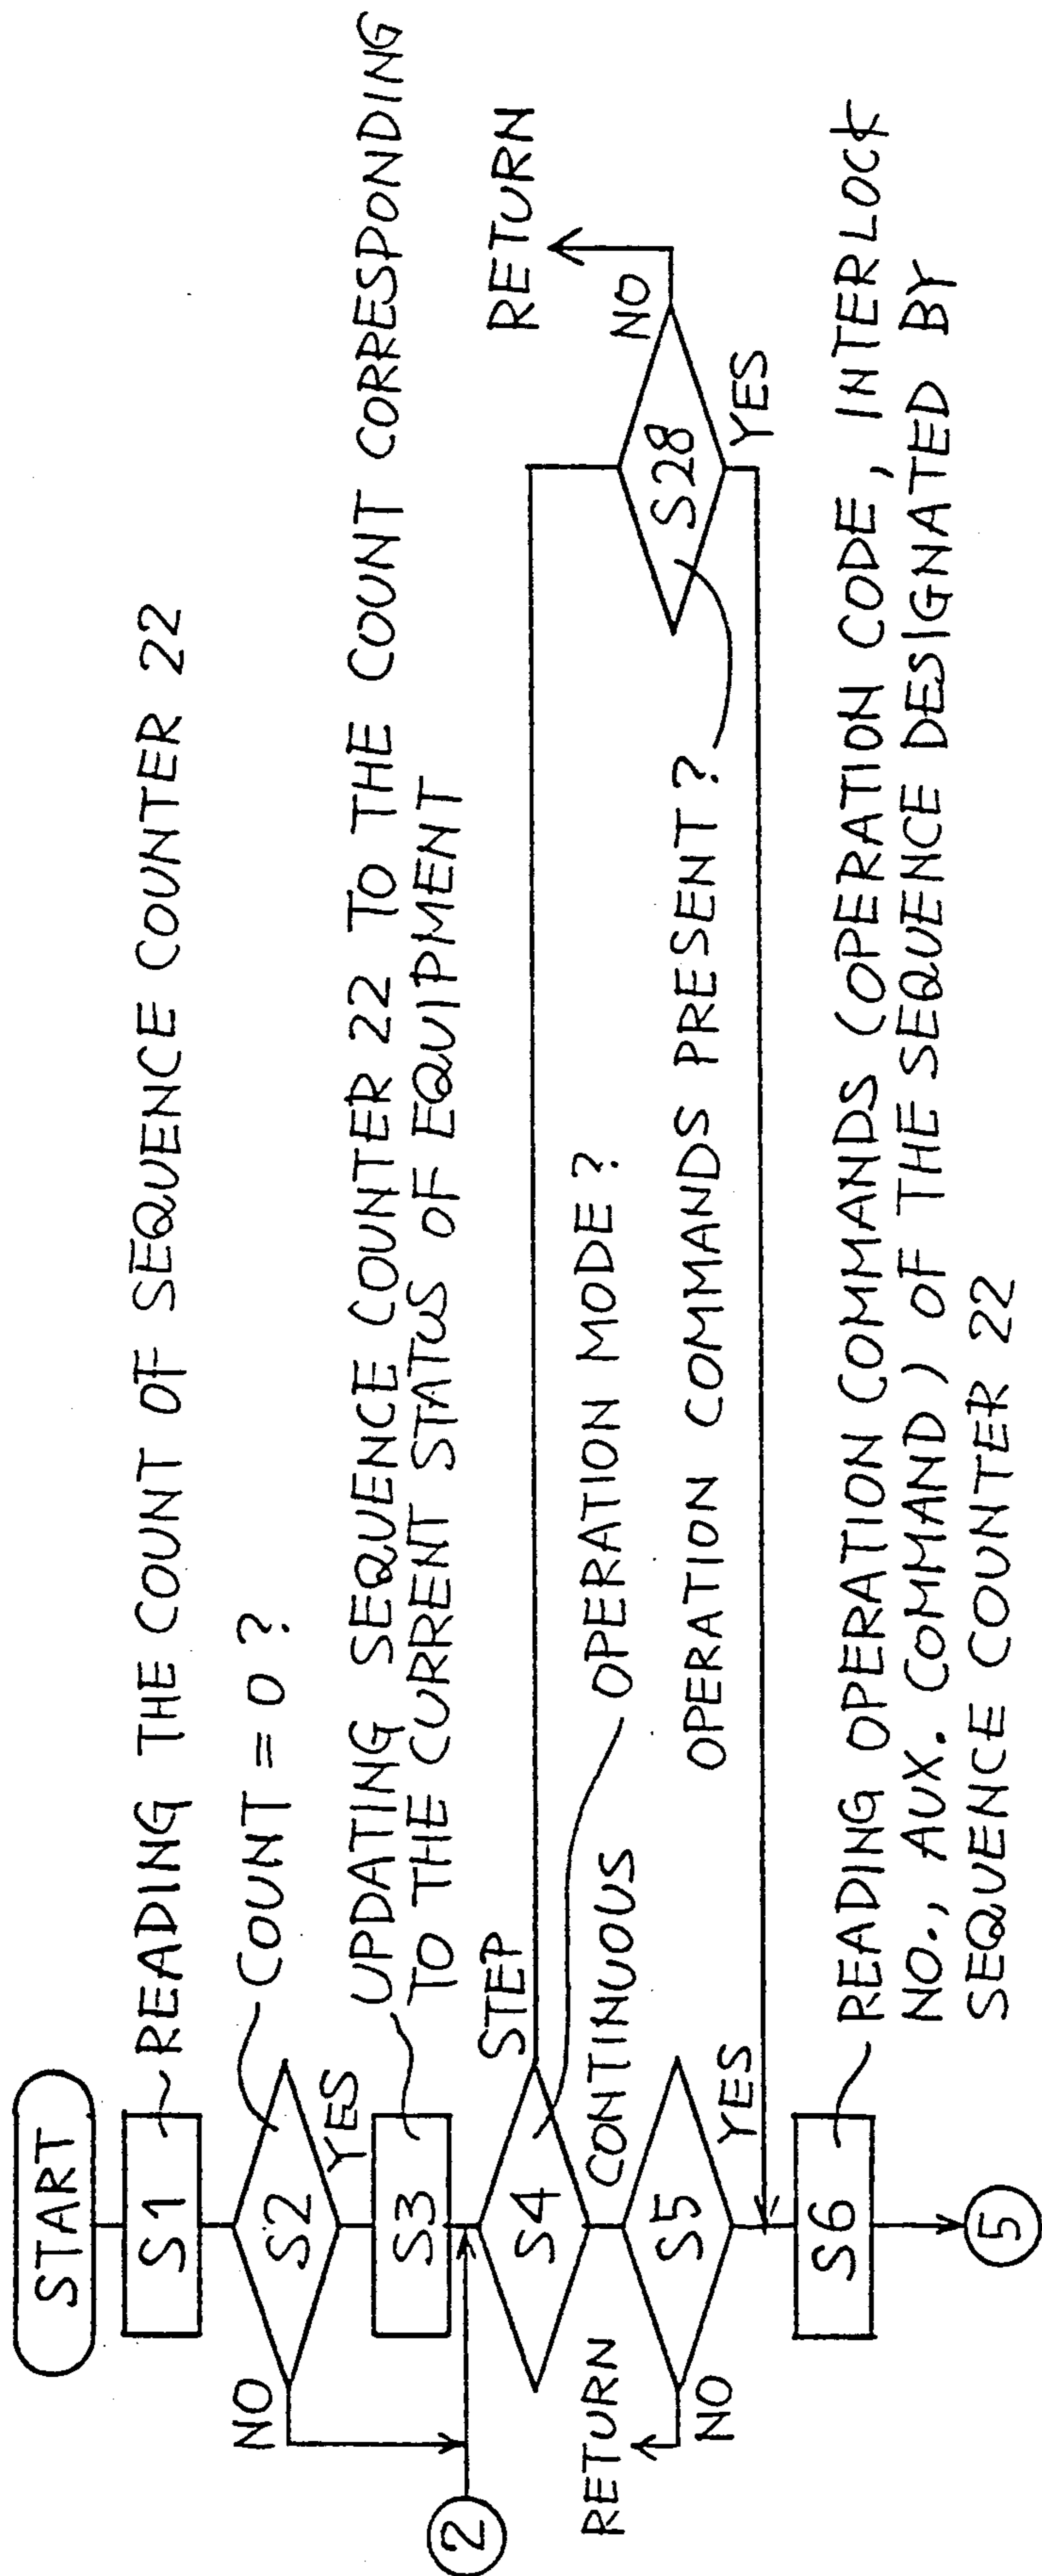 START
S1
READING THE COUNT OF SEQUENCE COUNTER 22
S2
COUNT = 0 ?
NO
YES
S3
UPDATING SEQUENCE COUNTER 22 TO THE COUNT CORRESPONDING
TO THE CURRENT STATUS OF EQUIPMENT
2
S4
STEP
OPERATION MODE ?
CONTINUOUS
RETURN
S28
NO
RETURN
YES
OPERATION COMMANDS PRESENT ?
S5
NO
YES
S6
READING OPERATION COMMANDS (OPERATION CODE, INTERLOCK
NO., AUX. COMMAND ) OF THE SEQUENCE DESIGNATED BY
SEQUENCE COUNTER 22
5